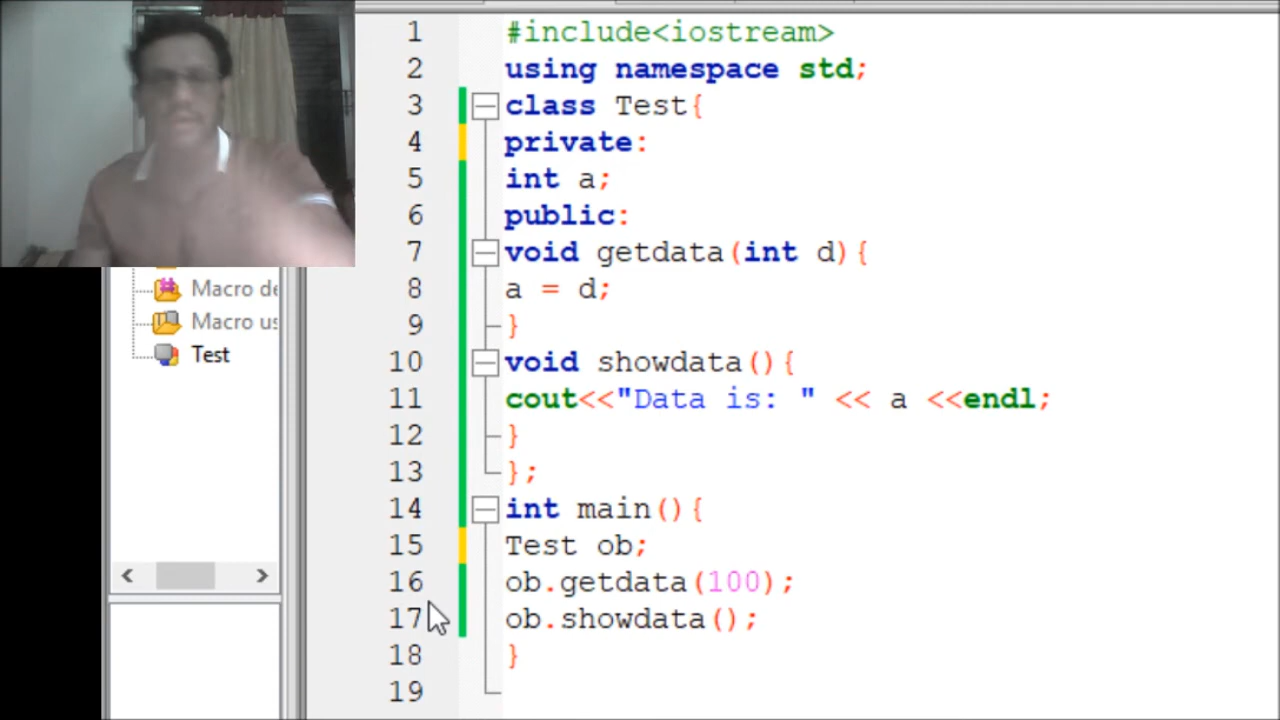 1 #include<iostream>
2 using namespace std;
3 class Test{
4 private:
5 int a;
6 public:
7 void getdata(int d){
8 a = d;
9 }
10 void showdata(){
11 cout<<"Data is: " << a <<endl;
12 }
13 };
14 int main(){
15 Test ob;
16 ob.getdata(100);
17 ob.showdata();
18 }
19
Macro de
Macro us
Test